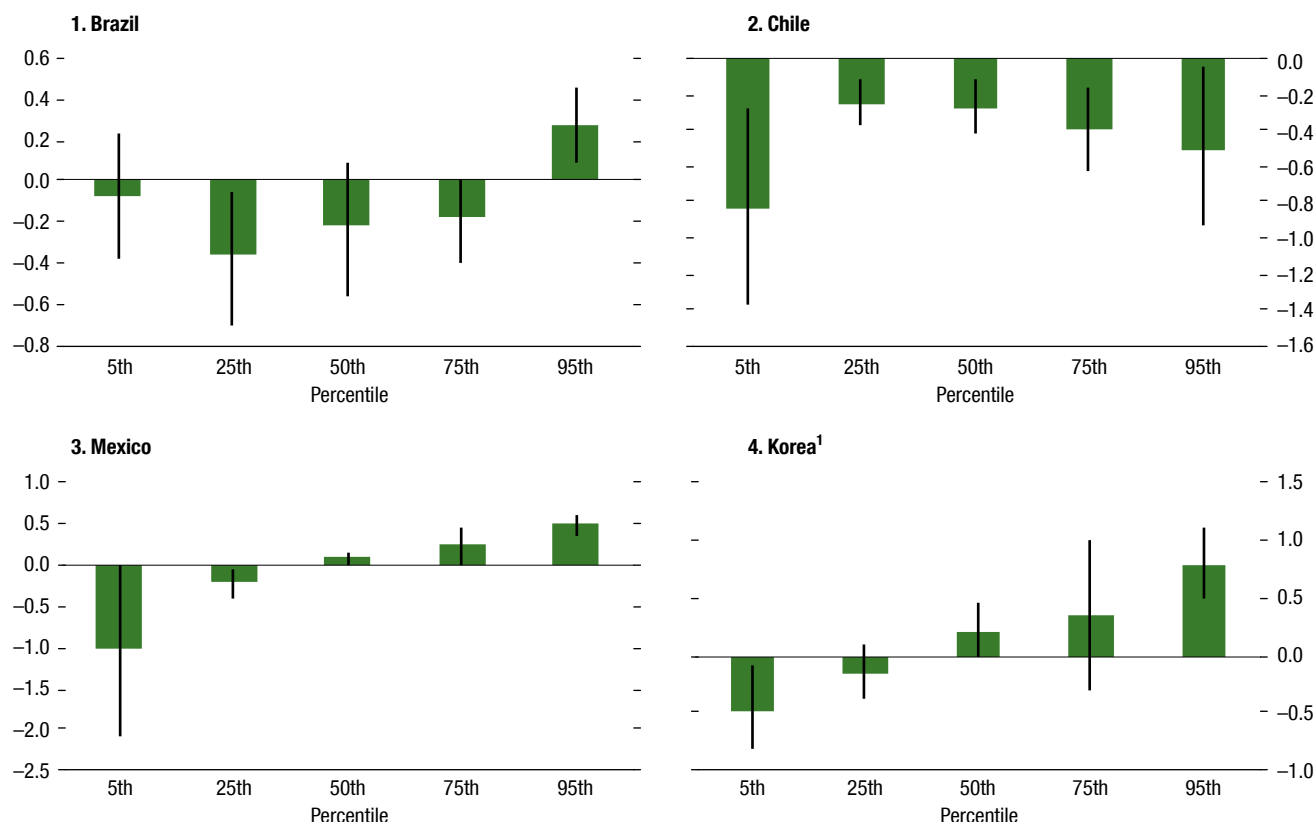 1. Brazil
0.6
0.4
0.2
0.0
–0.2
–0.4
–0.6
–0.8
5th 25th 50th 75th 95th
Percentile
2. Chile
0.0
–0.2
–0.4
–0.6
–0.8
–1.0
–1.2
–1.4
–1.6
5th 25th 50th 75th 95th
Percentile
3. Mexico
1.0
0.5
0.0
–0.5
–1.0
–1.5
–2.0
–2.5
5th 25th 50th 75th 95th
Percentile
4. Korea¹
1.5
1.0
0.5
0.0
–0.5
–1.0
5th 25th 50th 75th 95th
Percentile